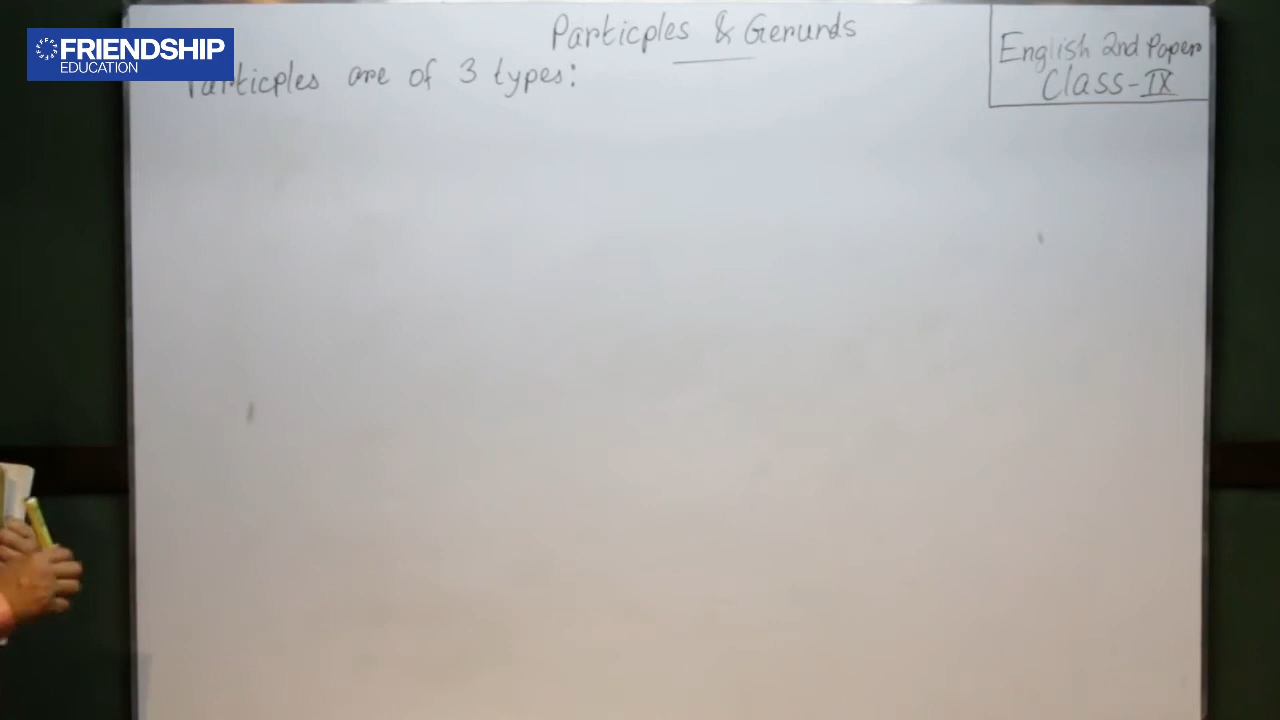 FRIENDSHIP
EDUCATION
Particples & Gerunds
English 2nd Paper
Class-IX
Particples are of 3 types: